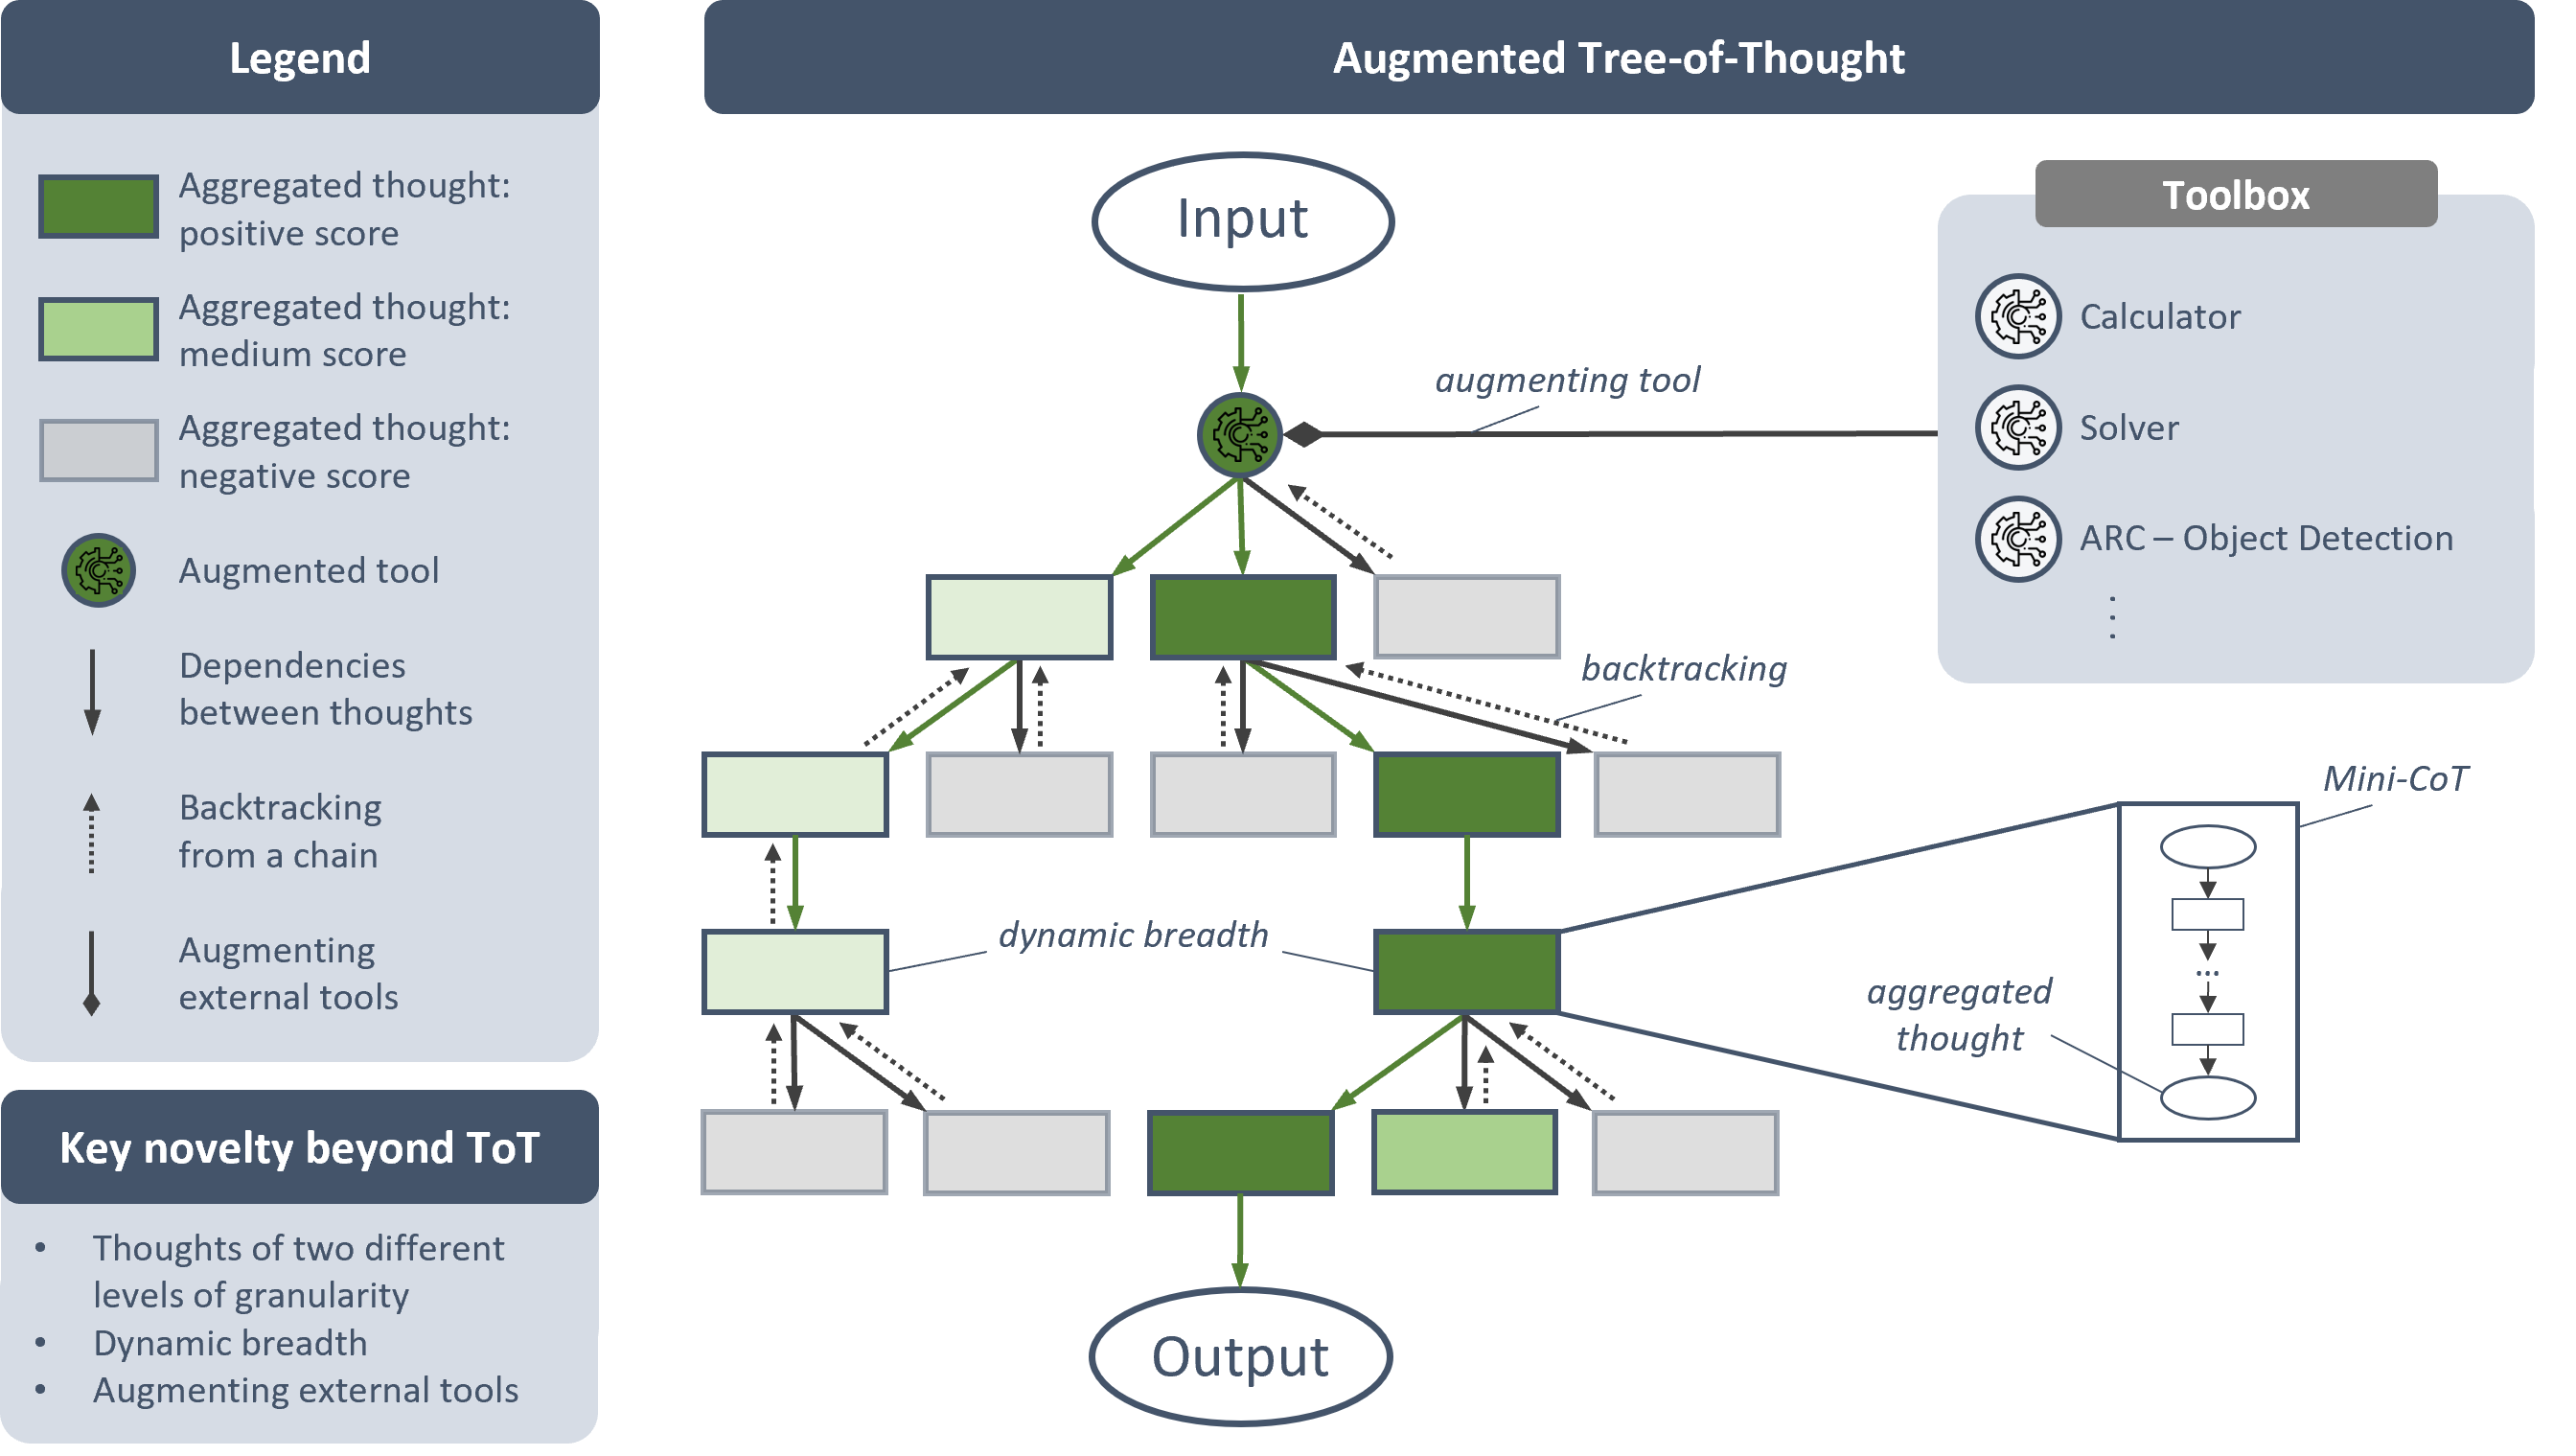 Legend
Aggregated thought:
positive score
Aggregated thought:
medium score
Aggregated thought:
negative score
Augmented tool
Dependencies
between thoughts
Backtracking
from a chain
Augmenting
external tools
Key novelty beyond ToT
• Thoughts of two different
levels of granularity
• Dynamic breadth
• Augmenting external tools
Augmented Tree-of-Thought
Input
augmenting tool
Toolbox
Calculator
Solver
ARC – Object Detection
⋮
backtracking
Mini-CoT
dynamic breadth
...
aggregated
thought
Output